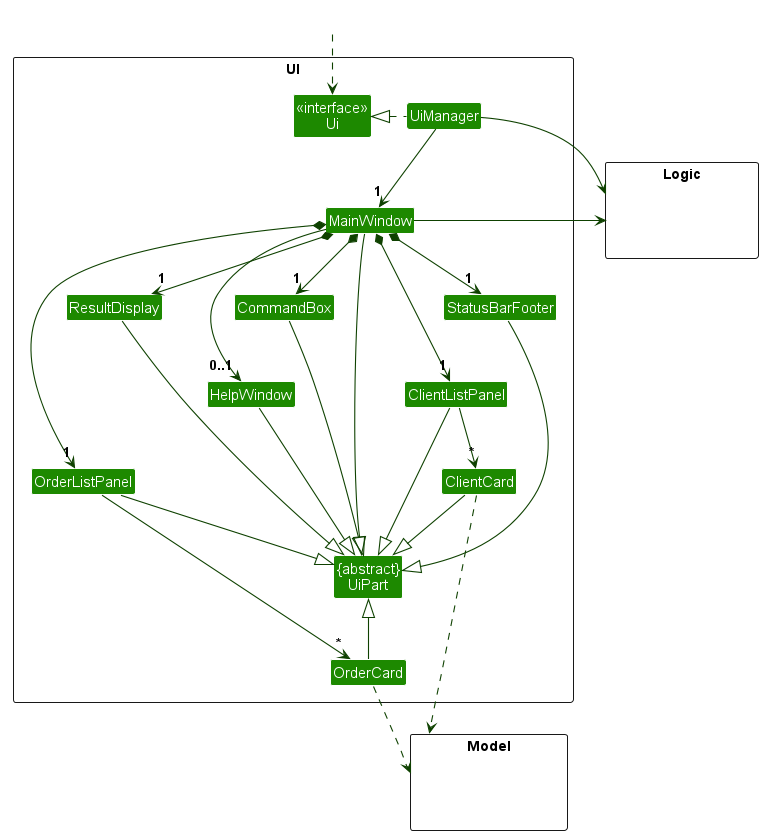 UI
«interface»
Ui
UiManager
Logic
1
MainWindow
1
1
1
ResultDisplay
CommandBox
StatusBarFooter
0..1
1
HelpWindow
ClientListPanel
1
*
OrderListPanel
ClientCard
{abstract}
UiPart
*
OrderCard
Model